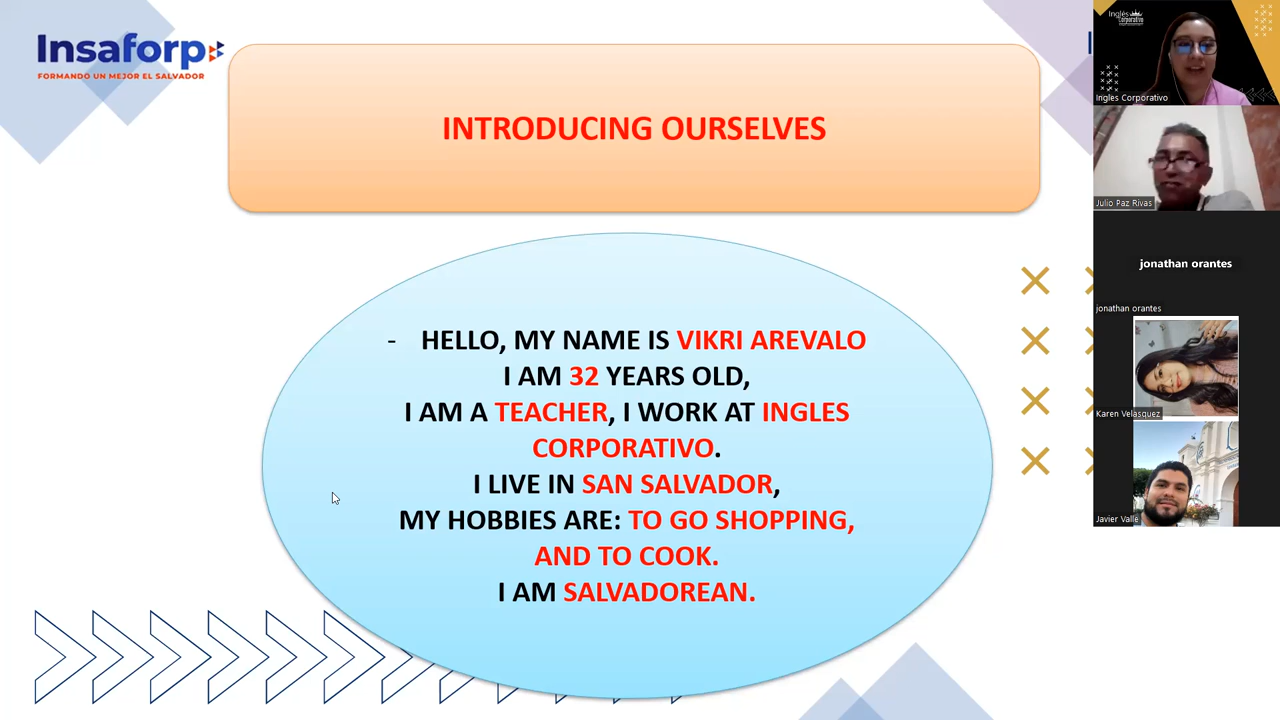 Insaforp
FORMANDO UN MEJOR EL SALVADOR
INTRODUCING OURSELVES
- HELLO, MY NAME IS VIKRI AREVALO
I AM 32 YEARS OLD,
I AM A TEACHER, I WORK AT INGLES
CORPORATIVO.
I LIVE IN SAN SALVADOR,
MY HOBBIES ARE: TO GO SHOPPING,
AND TO COOK.
I AM SALVADOREAN.
Inglés
Corporativo
Ingles Corporativo
Julio Paz Rivas
jonathan orantes
jonathan orantes
Karen Velasquez
Javier Valle